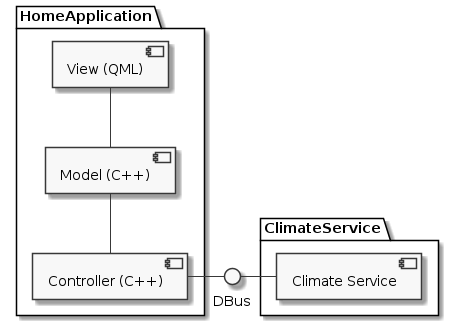 HomeApplication
View (QML)
Model (C++)
Controller (C++)
DBus
ClimateService
Climate Service